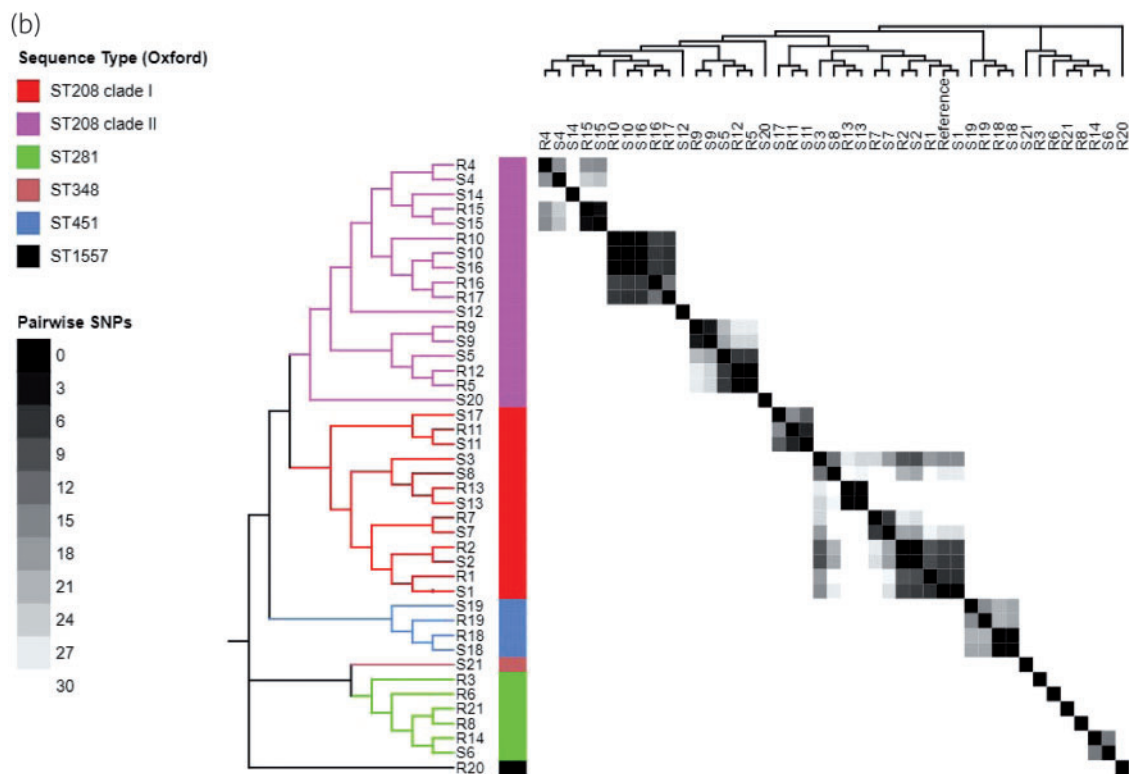 (b)
Sequence Type (Oxford)
ST208 clade I
ST208 clade II
ST281
ST348
ST451
ST1557
Pairwise SNPs
0
3
6
9
12
15
18
21
24
27
30
R4
S4
S14
R15
S15
R10
S10
S16
R16
R17
S12
R9
S9
S5
R12
R5
S20
S17
R11
S11
S3
S8
R13
S13
R7
S7
R2
S2
R1
Reference
S1
S19
R19
R18
S18
S21
R3
R6
R21
R8
R14
S6
R20
R4
S4
S14
R15
S15
R10
S10
S16
R16
R17
S12
R9
S9
S5
R12
R5
S20
S17
R11
S11
S3
S8
R13
S13
R7
S7
R2
S2
R1
S1
S19
R19
R18
S18
S21
R3
R6
R21
R8
R14
S6
R20